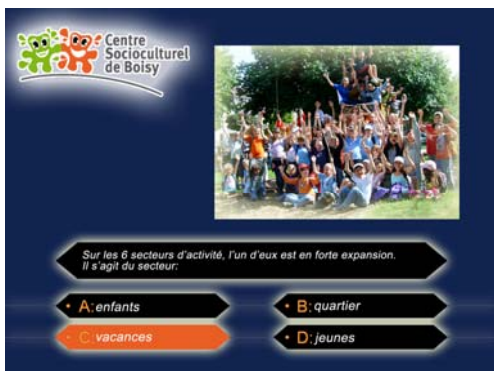 Centre
Socioculturel
de Boisy
Sur les 6 secteurs d'activité, l'un d'eux est en forte expansion.
Il s'agit du secteur:
A: enfants
B: quartier
C: vacances
D: jeunes